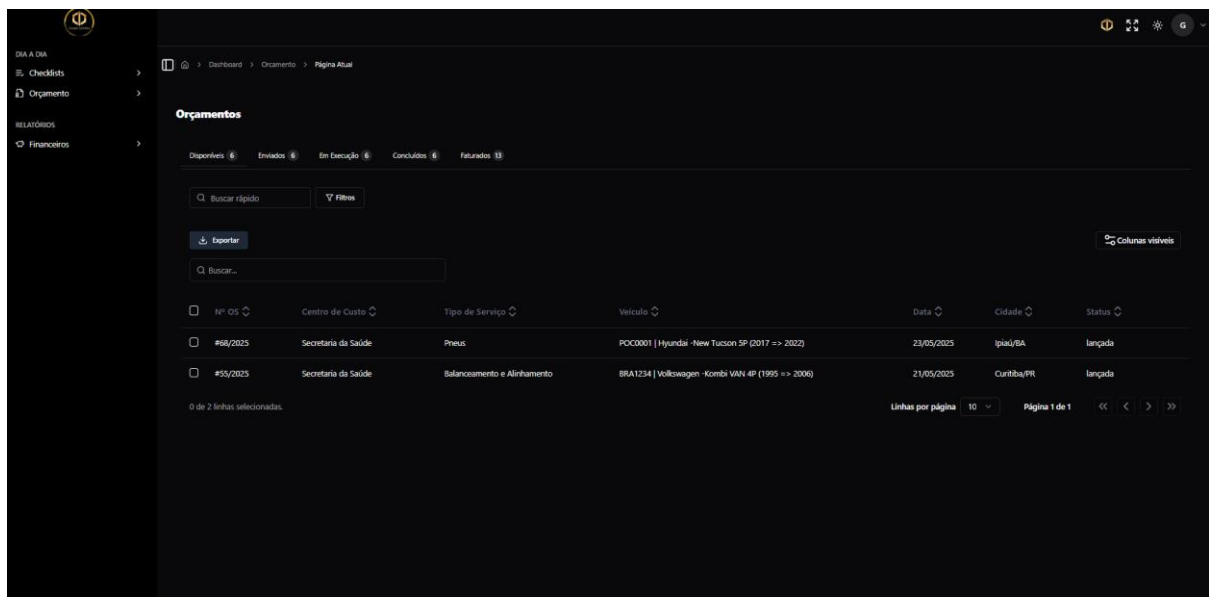 G
DIA A DIA
Checklists
Orçamento
RELATÓRIOS
Financeiros
Dashboard > Orcamento > Página Atual
Orçamentos
Disponíveis 6 Enviados 6 Em Execução 6 Concluídos 6 Faturados 13
Buscar rápido Filtros
Exportar Colunas visíveis
Buscar...
Nº OS Centro de Custo Tipo de Serviço Veículo Data Cidade Status
#68/2025 Secretaria da Saúde Pneus POC0001 | Hyundai -New Tucson 5P (2017 => 2022) 23/05/2025 Ipiaú/BA lançada
#55/2025 Secretaria da Saúde Balanceamento e Alinhamento BRA1234 | Volkswagen -Kombi VAN 4P (1995 => 2006) 21/05/2025 Curitiba/PR lançada
0 de 2 linhas selecionadas. Linhas por página 10 Página 1 de 1